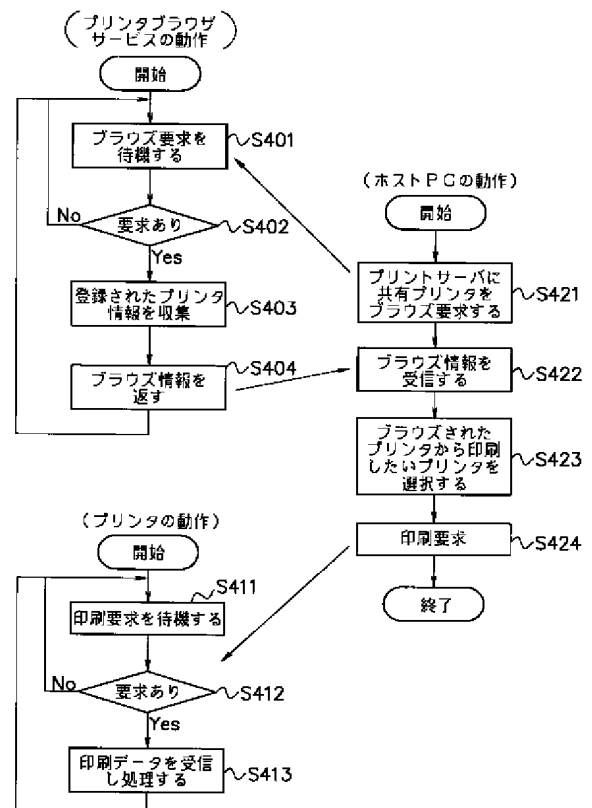 (プリンタブラウザ
サービスの動作)
開始
ブラウズ要求を
待機する
S401
No
要求あり
S402
Yes
登録されたプリンタ
情報を収集
S403
S404
ブラウズ情報を
返す
(ホストPCの動作)
開始
プリントサーバに
共有プリンタを
ブラウズ要求する
S421
ブラウズ情報を
受信する
S422
ブラウズされた
プリンタから印刷
したいプリンタを
選択する
S423
印刷要求
S424
終了
(プリンタの動作)
開始
S411
印刷要求を待機する
No
要求あり
S412
Yes
印刷データを受信
し処理する
S413